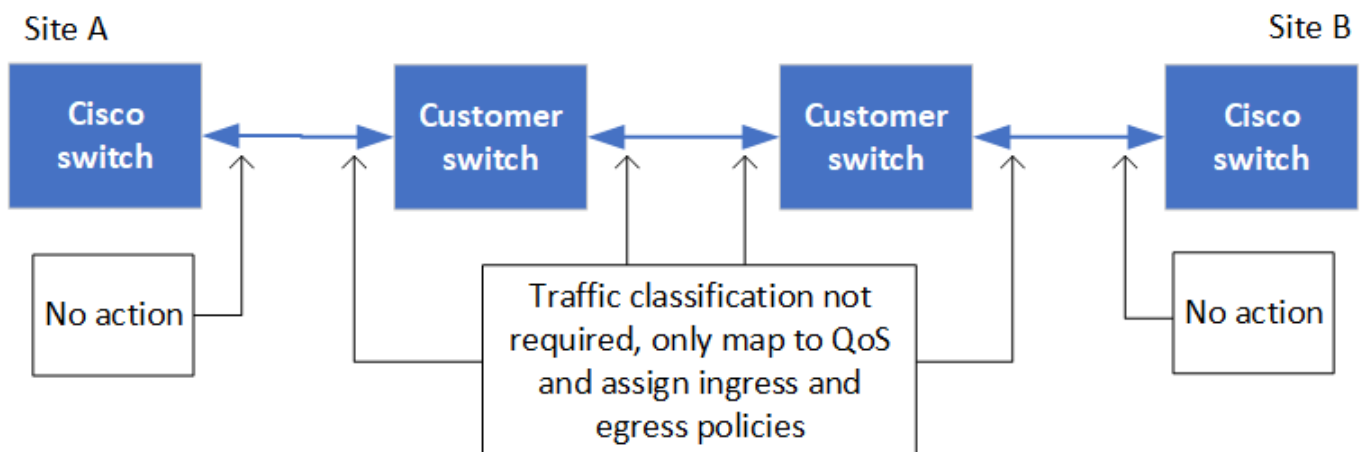 Site A
Site B
Cisco
switch
Customer
switch
Customer
switch
Cisco
switch
No action
Traffic classification not
required, only map to QoS
and assign ingress and
egress policies
No action